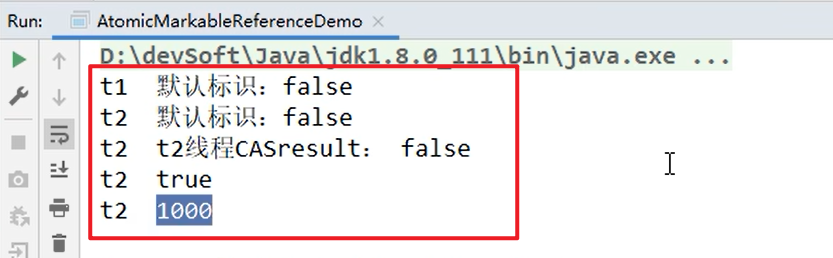 Run: AtomicMarkableReferenceDemo ×
D:\devSoft\Java\jdk1.8.0_111\bin\java.exe ...
t1 默认标识：false
t2 默认标识：false
t2 t2线程CASresult： false
t2 true
t2 1000